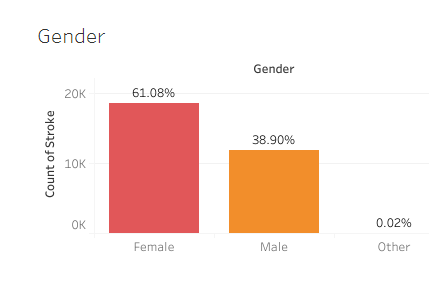 Gender
Gender
20K
61.08%
Count of Stroke
38.90%
10K
0.02%
0K
Female Male Other